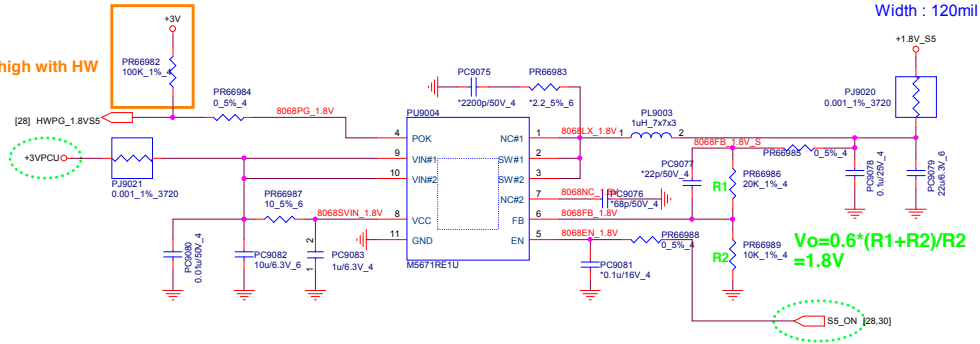 Width : 120mil
+3V
+1.8V_S5
high with HW
PR66982
100K_1%_4
PC9075
*2200p/50V_4
PR66983
*2.2_5%_6
PR66984
0_5%_4
PJ9020
0.001_1%_3720
[28] HWPG_1.8VS5
8068PG_1.8V
PU9004
PL9003
1uH_7x7x3
4
POK
NC#1
1
8068LX_1.8V
1
2
8068FB_1.8V_S
+3VPCU
9
VIN#1
SW#1
2
PR66985
0_5%_4
10
VIN#2
SW#2
3
PC9077
*22p/50V_4
PC9078
0.1u/25V_4
PC9079
22u/6.3V_6
PJ9021
0.001_1%_3720
R1
PR66986
20K_1%_4
NC#2
7
8068NC_1.8V
PC9076
*68p/50V_4
PR66987
10_5%_6
8068SVIN_1.8V
8
VCC
FB
6
8068FB_1.8V
11
GND
EN
5
8068EN_1.8V
PR66988
0_5%_4
PC9080
0.01u/50V_4
PC9082
10u/6.3V_6
2
1
PC9083
1u/6.3V_4
M5671RE1U
PC9081
*0.1u/16V_4
R2
PR66989
10K_1%_4
Vo=0.6*(R1+R2)/R2
=1.8V
S5_ON [28,30]